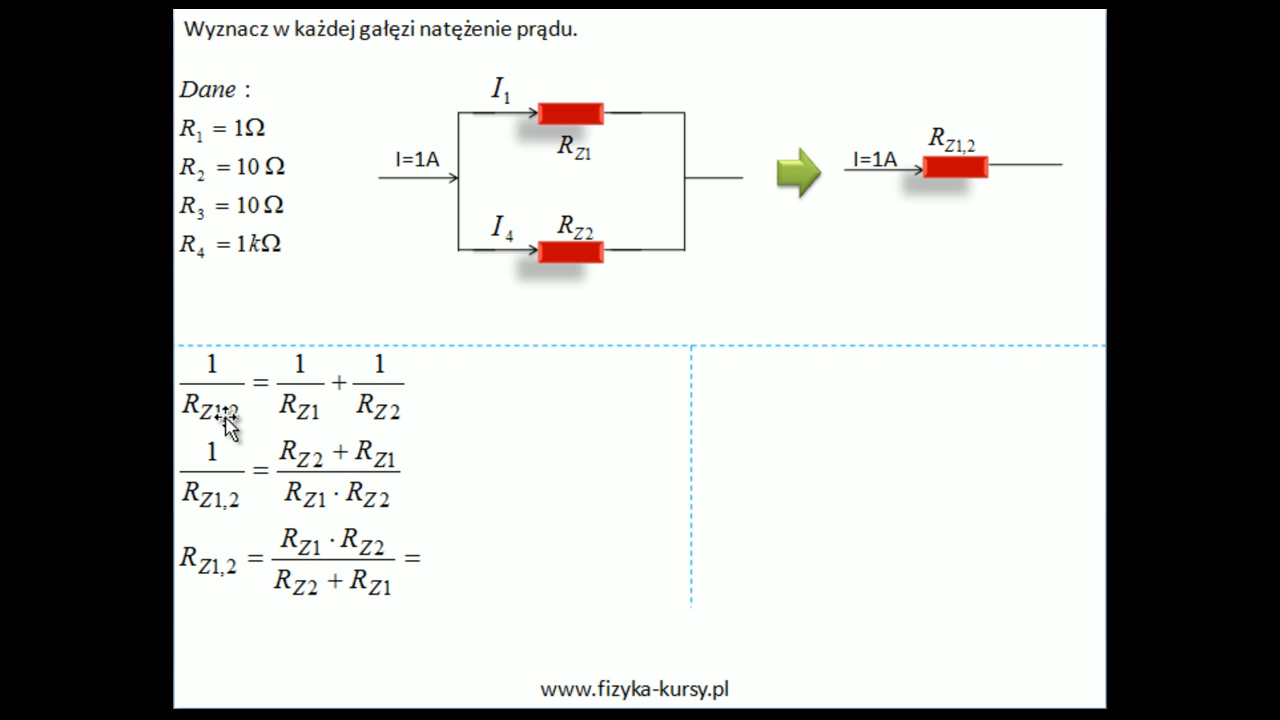 Wyznacz w każdej gałęzi natężenie prądu.
Dane :
R₁ = 1Ω
R₂ = 10 Ω
R₃ = 10 Ω
R₄ = 1kΩ
I₁
R_Z1
I=1A
I₄
R_Z2
I=1A
R_Z1,2
1/R_Z1,2 = 1/R_Z1 + 1/R_Z2
1/R_Z1,2 = (R_Z2 + R_Z1)/(R_Z1 · R_Z2)
R_Z1,2 = (R_Z1 · R_Z2)/(R_Z2 + R_Z1) =
www.fizyka-kursy.pl